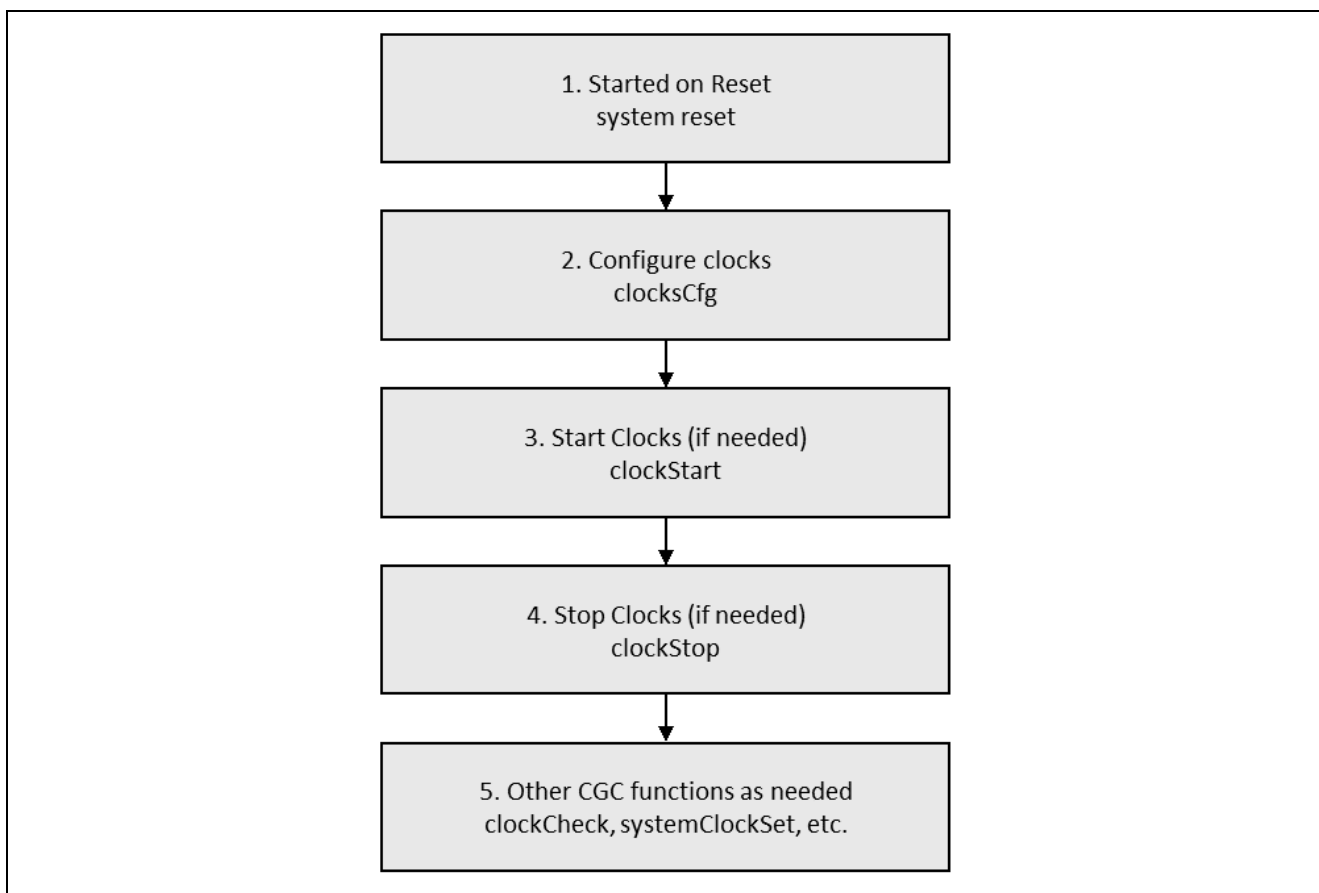 1. Started on Reset
system reset
2. Configure clocks
clocksCfg
3. Start Clocks (if needed)
clockStart
4. Stop Clocks (if needed)
clockStop
5. Other CGC functions as needed
clockCheck, systemClockSet, etc.